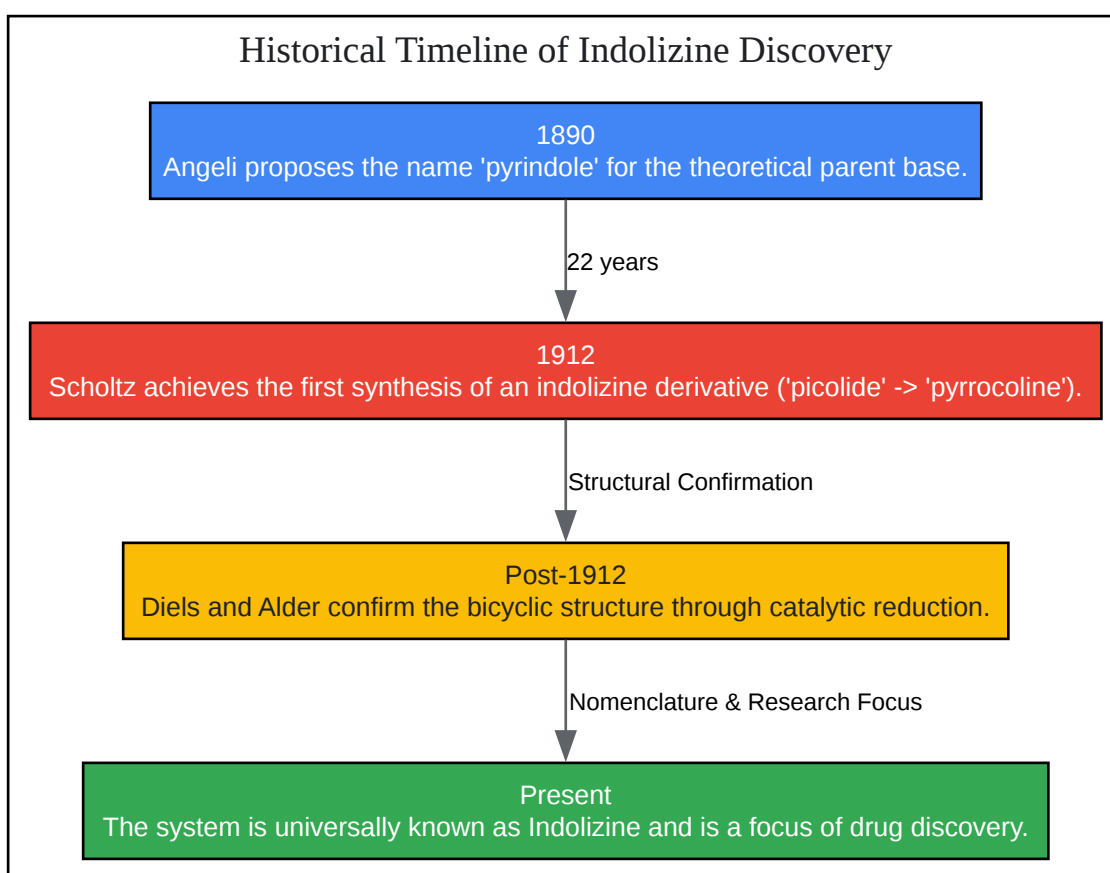 Historical Timeline of Indolizine Discovery
1890
Angeli proposes the name 'pyrindole' for the theoretical parent base.
22 years
1912
Scholtz achieves the first synthesis of an indolizine derivative ('picolide' -> 'pyrrocoline').
Structural Confirmation
Post-1912
Diels and Alder confirm the bicyclic structure through catalytic reduction.
Nomenclature & Research Focus
Present
The system is universally known as Indolizine and is a focus of drug discovery.